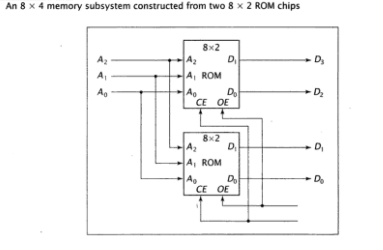 An 8 × 4 memory subsystem constructed from two 8 × 2 ROM chips
8×2
A₂ A₂ D₁ D₃
A₁ A₁ ROM
A₀ A₀ D₀ D₂
CE OE
8×2
A₂ D₁ D₁
A₁ ROM
A₀ D₀ D₀
CE OE